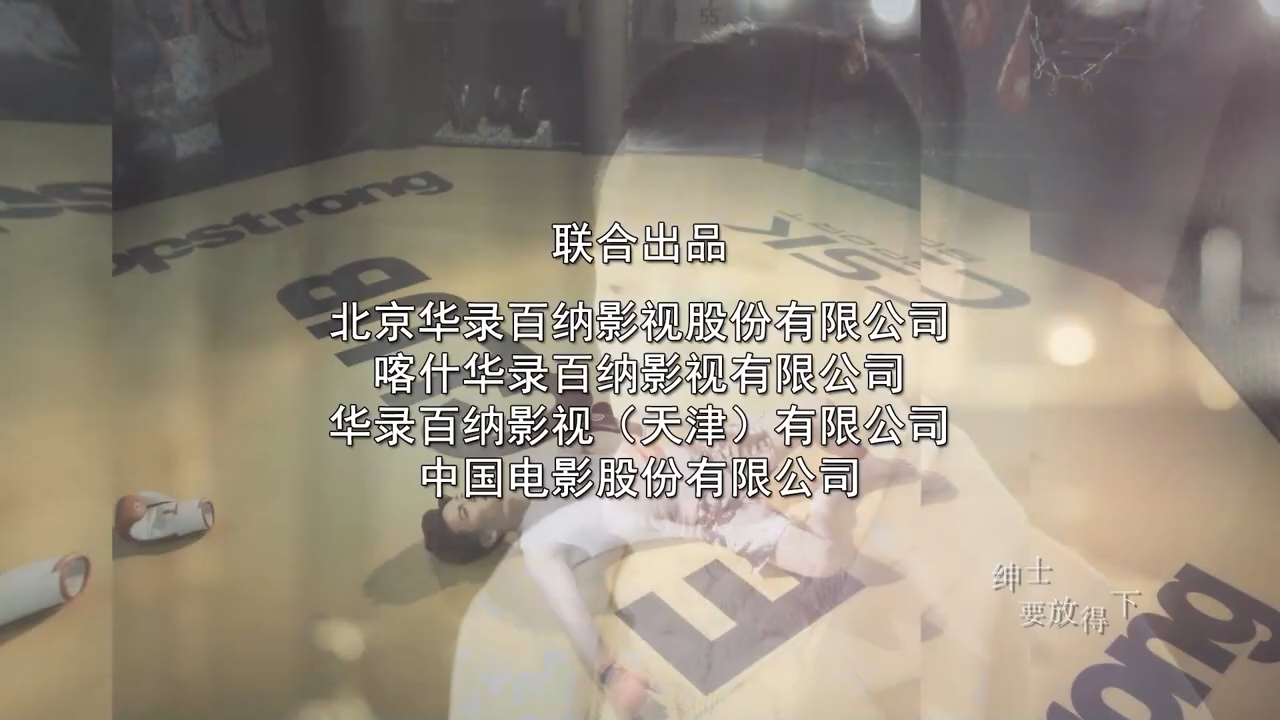 55
opstrong
联合出品
北京华录百纳影视股份有限公司
喀什华录百纳影视有限公司
华录百纳影视（天津）有限公司
中国电影股份有限公司
绅士
要放得下
ong